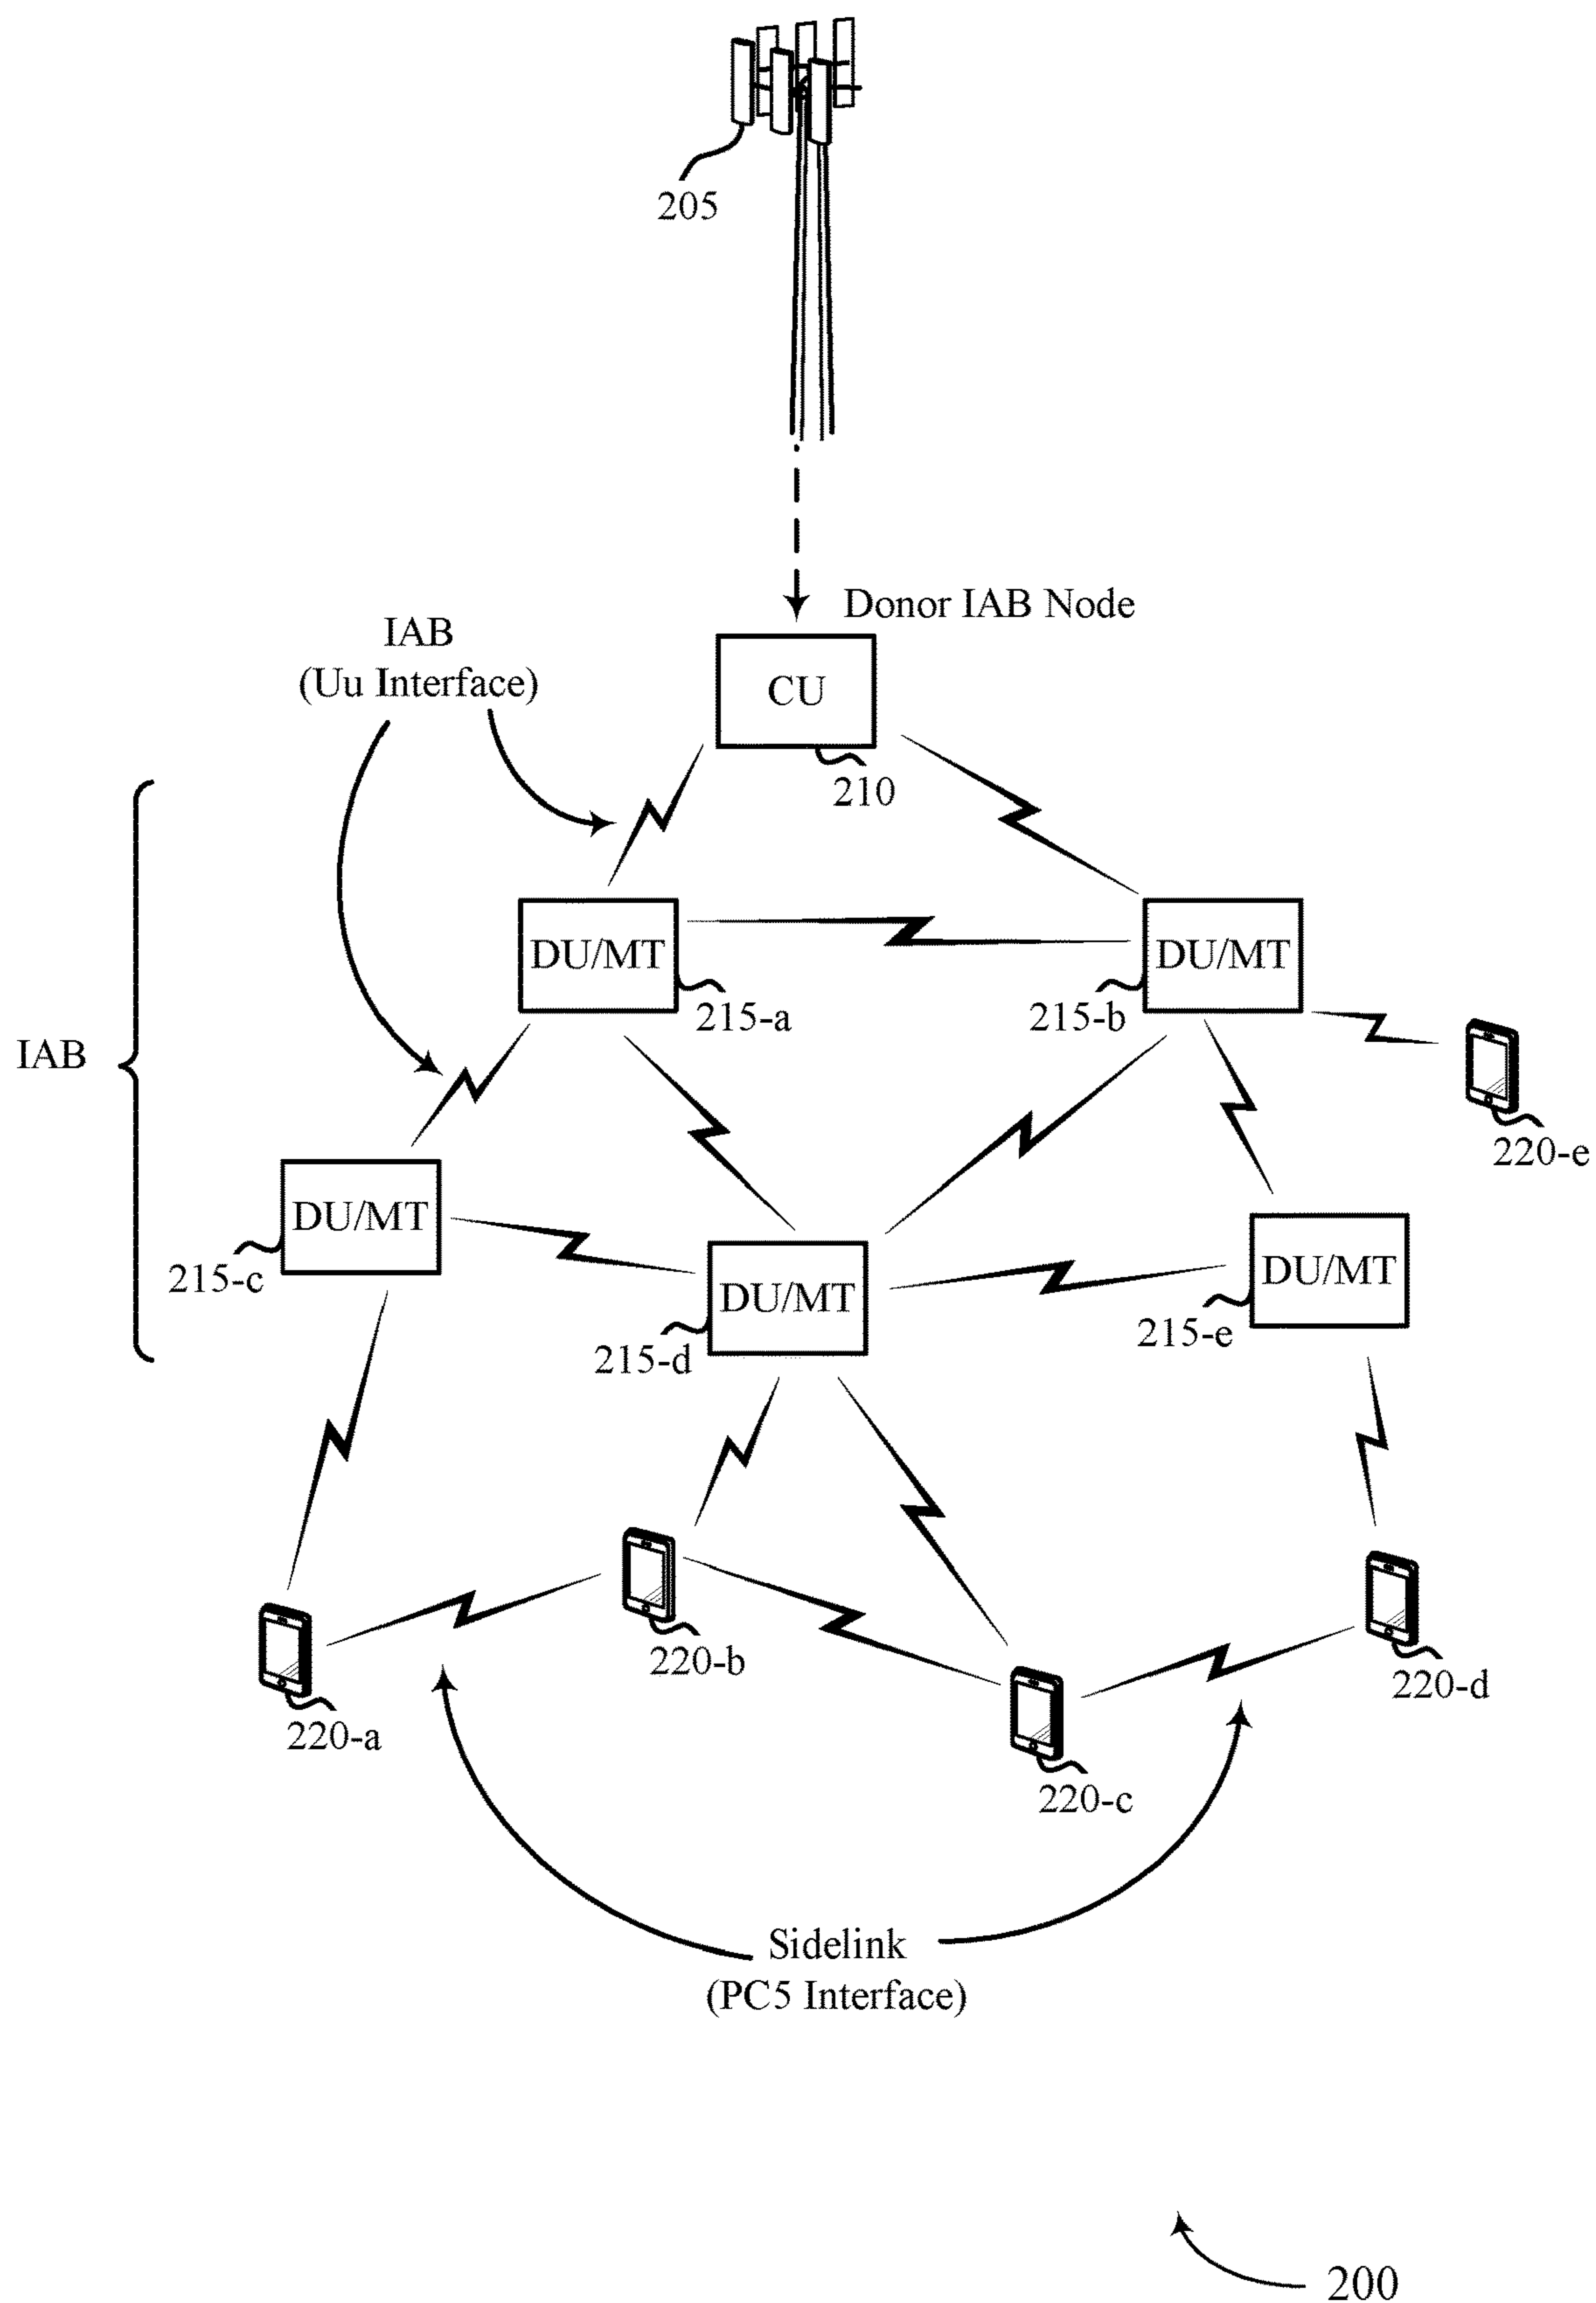 205
Donor IAB Node
IAB
(Uu Interface)
CU
210
DU/MT
DU/MT
215-a
215-b
IAB
220-e
DU/MT
215-c
DU/MT
DU/MT
215-d
215-e
220-b
220-d
220-a
220-c
Sidelink
(PC5 Interface)
200